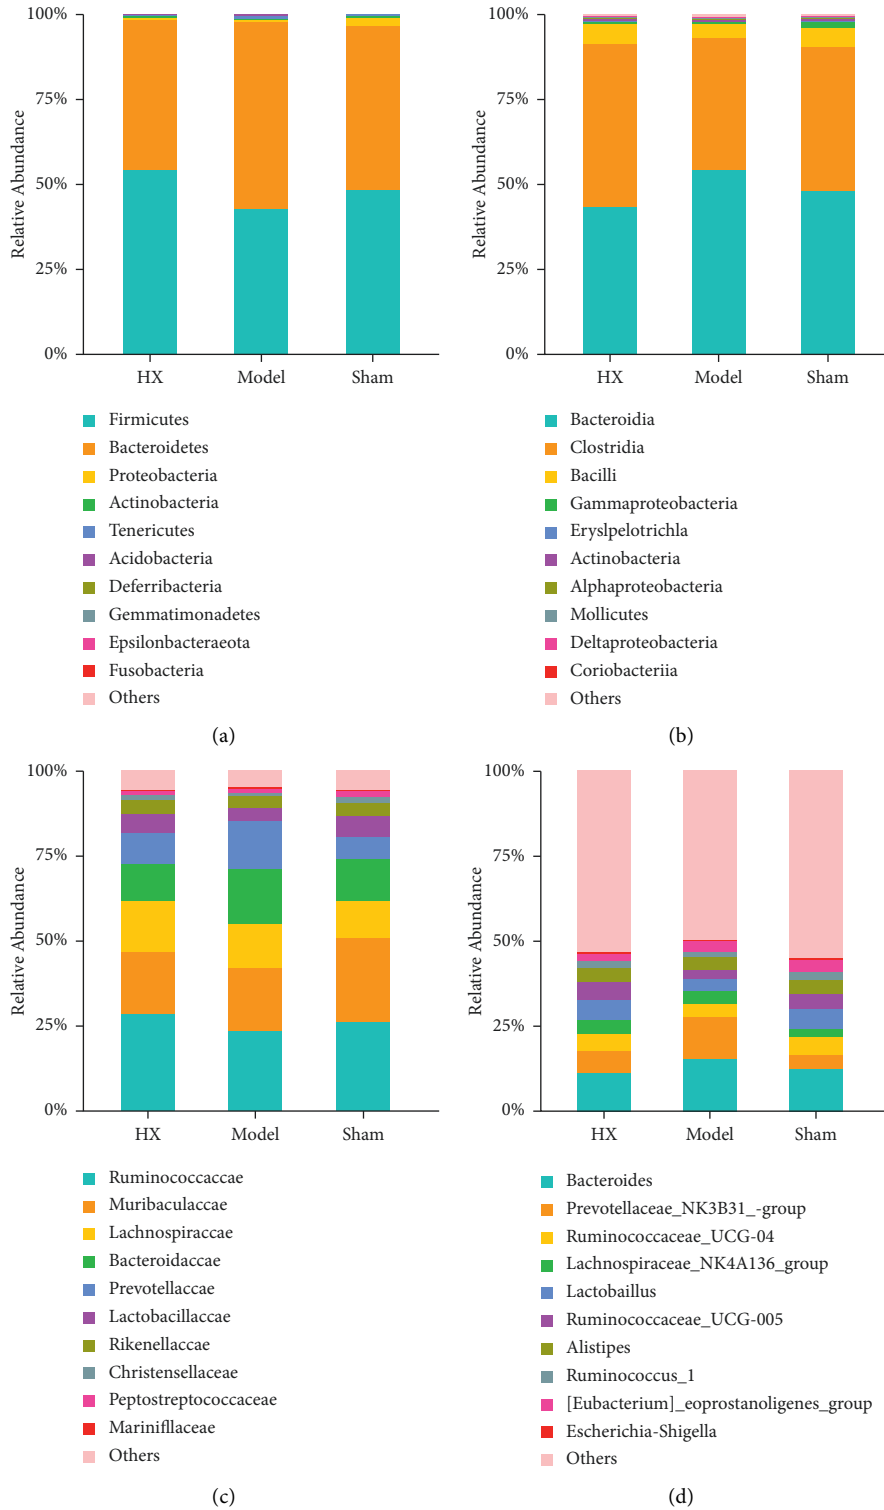 100%
75%
50%
25%
0%
Relative Abundance
HX
Model
Sham
Firmicutes
Bacteroidetes
Proteobacteria
Actinobacteria
Tenericutes
Acidobacteria
Deferribacteria
Gemmatimonadetes
Epsilonbacteraeota
Fusobacteria
Others
(a)
100%
75%
50%
25%
0%
Relative Abundance
HX
Model
Sham
Bacteroidia
Clostridia
Bacilli
Gammaproteobacteria
Eryslpelotrichla
Actinobacteria
Alphaproteobacteria
Mollicutes
Deltaproteobacteria
Coriobacteriia
Others
(b)
100%
75%
50%
25%
0%
Relative Abundance
HX
Model
Sham
Ruminococcaccae
Muribaculaccae
Lachnospiraccae
Bacteroidaccae
Prevotellaccae
Lactobacillaccae
Rikenellaccae
Christensellaceae
Peptostreptococcaceae
Marinifllaceae
Others
(c)
100%
75%
50%
25%
0%
Relative Abundance
HX
Model
Sham
Bacteroides
Prevotellaceae_NK3B31_-group
Ruminococcaceae_UCG-04
Lachnospiraceae_NK4A136_group
Lactobaillus
Ruminococcaceae_UCG-005
Alistipes
Ruminococcus_1
[Eubacterium]_eoprostanoligenes_group
Escherichia-Shigella
Others
(d)